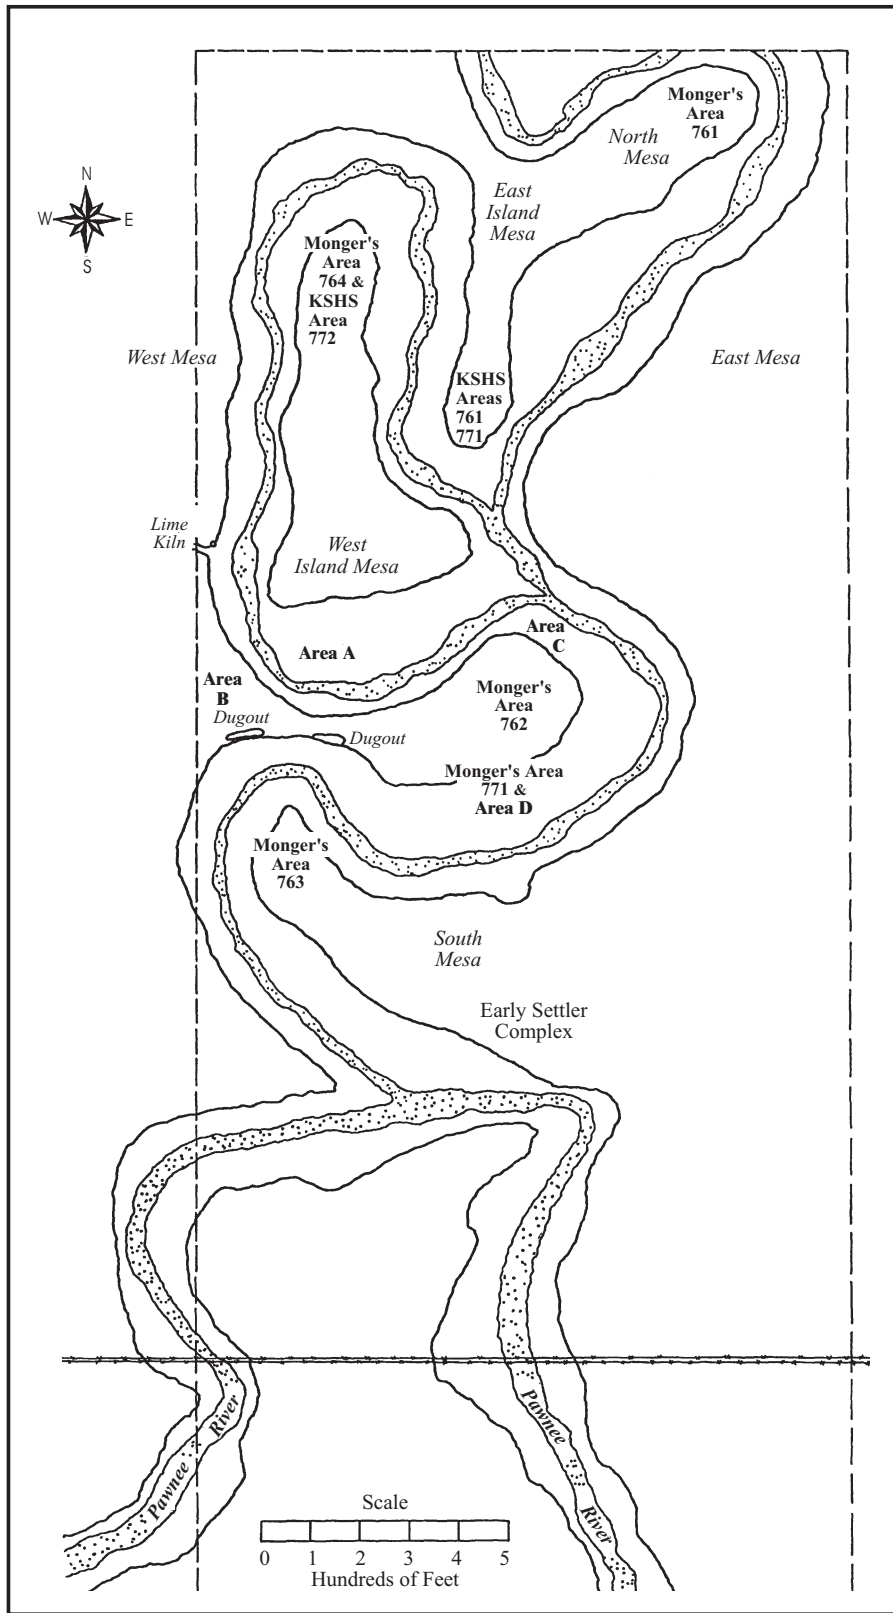 Monger's
Area
761
North
Mesa
N
W
E
S
East
Island
Mesa
Monger's
Area
764 &
KSHS
Area
772
West Mesa
East Mesa
KSHS
Areas
761
771
Lime
Kiln
West
Island Mesa
Area A
Area
C
Area
B
Dugout
Monger's
Area
762
Dugout
Monger's Area
771 &
Area D
Monger's
Area
763
South
Mesa
Early Settler
Complex
Pawnee
River
Pawnee
River
Scale
0 1 2 3 4 5
Hundreds of Feet